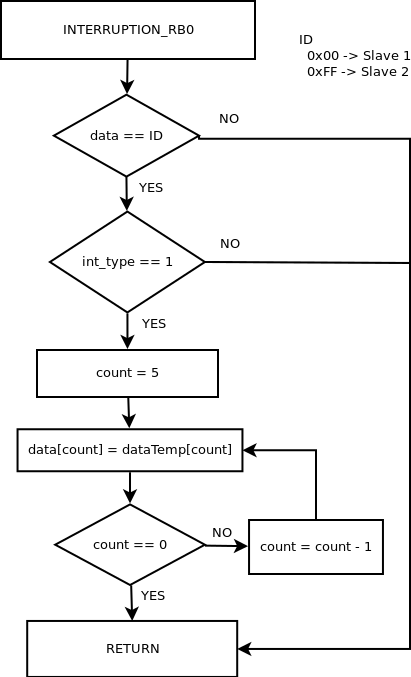 INTERRUPTION_RB0
ID
0x00 -> Slave 1
0xFF -> Slave 2
data == ID
NO
YES
int_type == 1
NO
YES
count = 5
data[count] = dataTemp[count]
count == 0
NO
count = count - 1
YES
RETURN